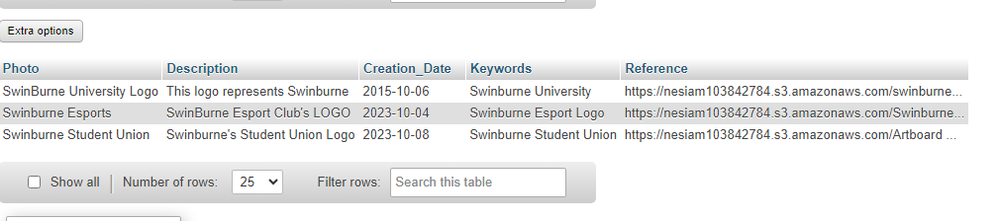 Extra options
Photo Description Creation_Date Keywords Reference
SwinBurne University Logo This logo represents Swinburne 2015-10-06 Swinburne University https://nesiam103842784.s3.amazonaws.com/swinburne...
Swinburne Esports SwinBurne Esport Club's LOGO 2023-10-04 Swinburne Esport Logo https://nesiam103842784.s3.amazonaws.com/Swinburne...
Swinburne Student Union Swinburne's Student Union Logo 2023-10-08 Swinburne Student Union https://nesiam103842784.s3.amazonaws.com/Artboard ...
Show all Number of rows: 25 Filter rows: Search this table